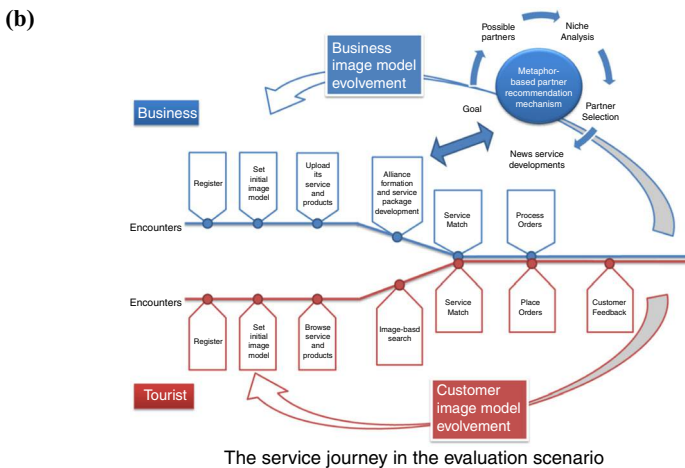 (b)
Possible
partners
Niche
Analysis
Business
image model
evolvement
Metaphor-
based partner
recommendation
mechanism
Goal
Partner
Selection
Business
News service
developments
Register
Set
initial
image
model
Upload
its
service
and
products
Alliance
formation and
service
package
development
Service
Match
Process
Orders
Encounters
Encounters
Register
Set
initial
image
model
Browse
service
and
products
Image-basd
search
Service
Match
Place
Orders
Customer
Feedback
Tourist
Customer
image model
evolvement
The service journey in the evaluation scenario